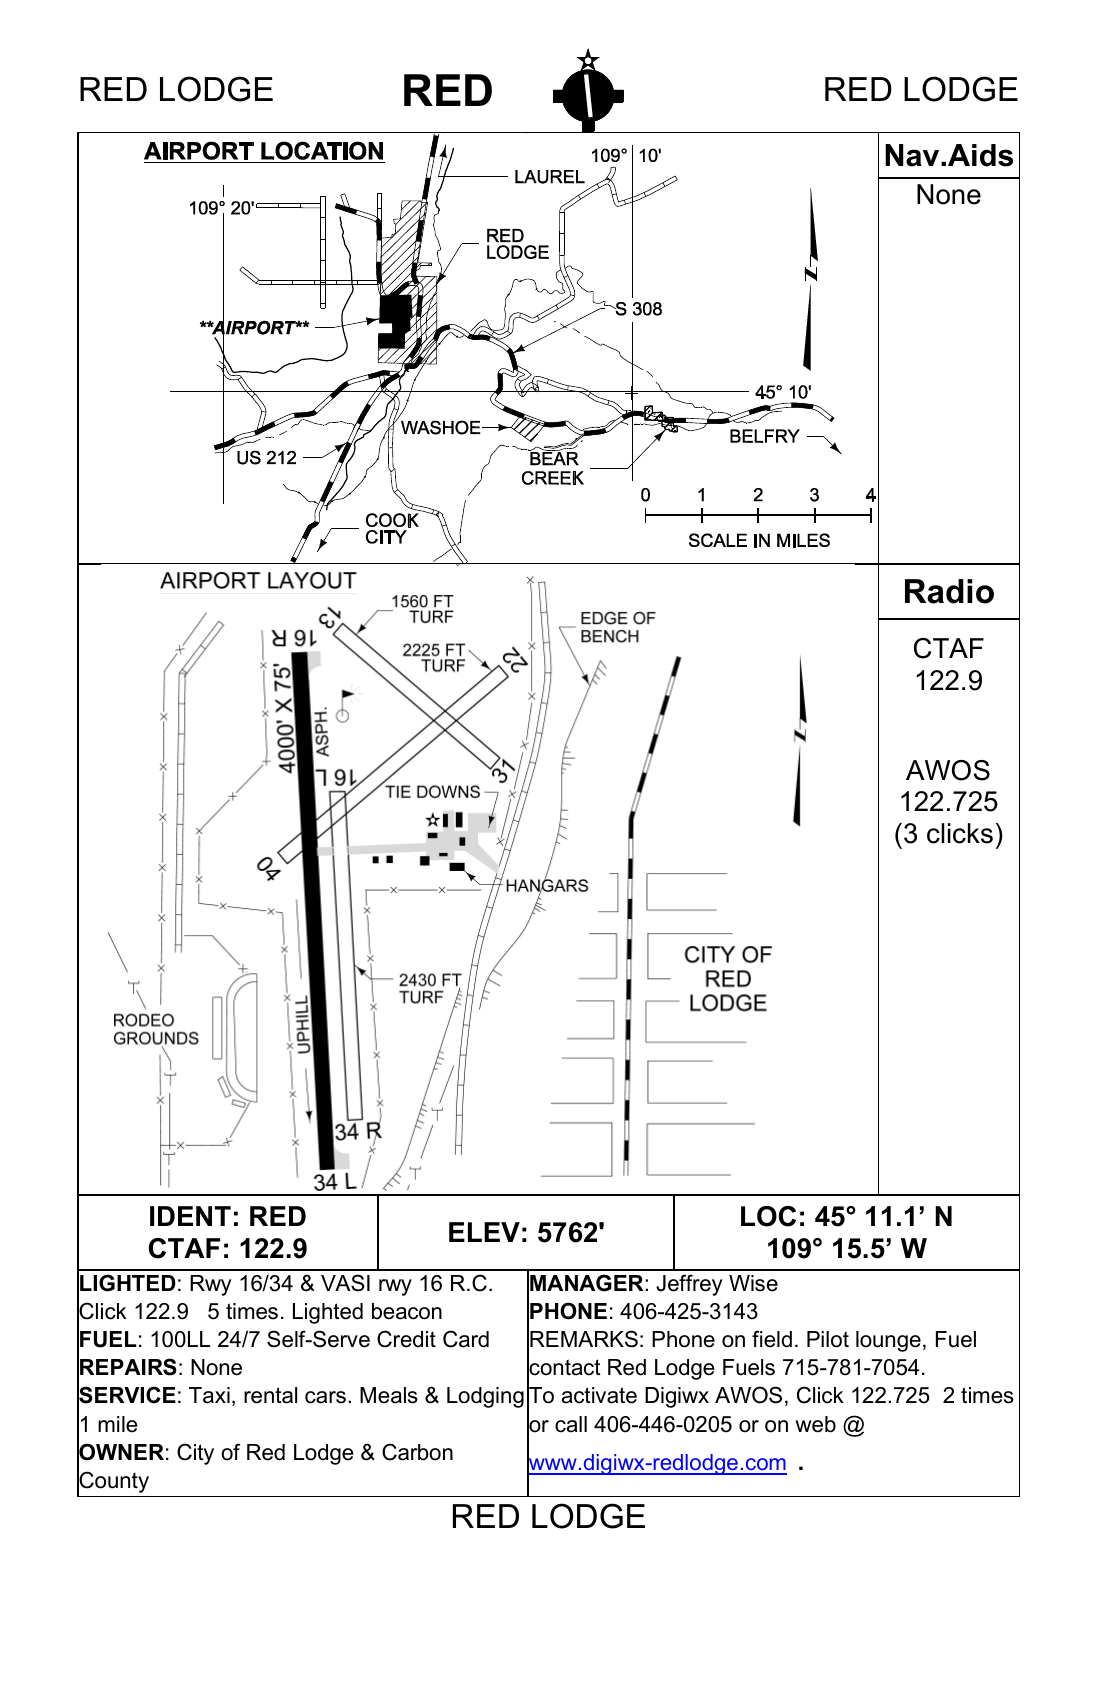 RED LODGE
RED
RED LODGE
AIRPORT LOCATION
109° 10'
LAUREL
109° 20'
RED
LODGE
S 308
**AIRPORT**
45° 10'
WASHOE
BELFRY
US 212
BEAR
CREEK
0 1 2 3 4
COOK
CITY
SCALE IN MILES
N
Nav.Aids
None
AIRPORT LAYOUT
1560 FT
TURF
13
EDGE OF
BENCH
16 R
2225 FT
TURF
22
4000' X 75'
ASPH.
N
31
16 L
TIE DOWNS
04
HANGARS
CITY OF
RED
LODGE
2430 FT
TURF
RODEO
GROUNDS
UPHILL
34 R
34 L
Radio
CTAF
122.9
AWOS
122.725
(3 clicks)
IDENT: RED
CTAF: 122.9
ELEV: 5762'
LOC: 45° 11.1’ N
109° 15.5’ W
LIGHTED: Rwy 16/34 & VASI rwy 16 R.C.
Click 122.9 5 times. Lighted beacon
FUEL: 100LL 24/7 Self-Serve Credit Card
REPAIRS: None
SERVICE: Taxi, rental cars. Meals & Lodging
1 mile
OWNER: City of Red Lodge & Carbon
County
MANAGER: Jeffrey Wise
PHONE: 406-425-3143
REMARKS: Phone on field. Pilot lounge, Fuel
contact Red Lodge Fuels 715-781-7054.
To activate Digiwx AWOS, Click 122.725 2 times
or call 406-446-0205 or on web @
www.digiwx-redlodge.com .
RED LODGE